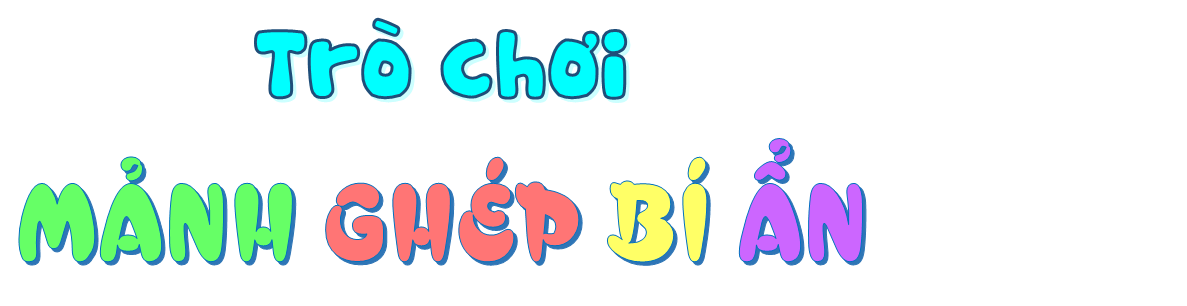 Trò chơi
MẢNH GHÉP BÍ ẨN